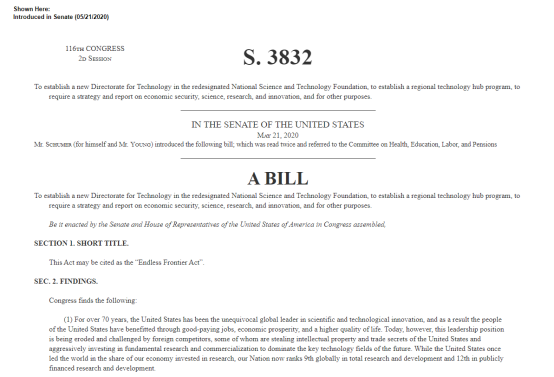 Shown Here:
Introduced in Senate (05/21/2020)
116TH CONGRESS
2D SESSION
S. 3832
To establish a new Directorate for Technology in the redesignated National Science and Technology Foundation, to establish a regional technology hub program, to
require a strategy and report on economic security, science, research, and innovation, and for other purposes.
IN THE SENATE OF THE UNITED STATES
MAY 21, 2020
Mr. SCHUMER (for himself and Mr. YOUNG) introduced the following bill; which was read twice and referred to the Committee on Health, Education, Labor, and Pensions
A BILL
To establish a new Directorate for Technology in the redesignated National Science and Technology Foundation, to establish a regional technology hub program, to
require a strategy and report on economic security, science, research, and innovation, and for other purposes.
Be it enacted by the Senate and House of Representatives of the United States of America in Congress assembled,
SECTION 1. SHORT TITLE.
This Act may be cited as the “Endless Frontier Act”.
SEC. 2. FINDINGS.
Congress finds the following:
(1) For over 70 years, the United States has been the unequivocal global leader in scientific and technological innovation, and as a result the people
of the United States have benefitted through good-paying jobs, economic prosperity, and a higher quality of life. Today, however, this leadership position
is being eroded and challenged by foreign competitors, some of whom are stealing intellectual property and trade secrets of the United States and
aggressively investing in fundamental research and commercialization to dominate the key technology fields of the future. While the United States once
led the world in the share of our economy invested in research, our Nation now ranks 9th globally in total research and development and 12th in publicly
financed research and development.